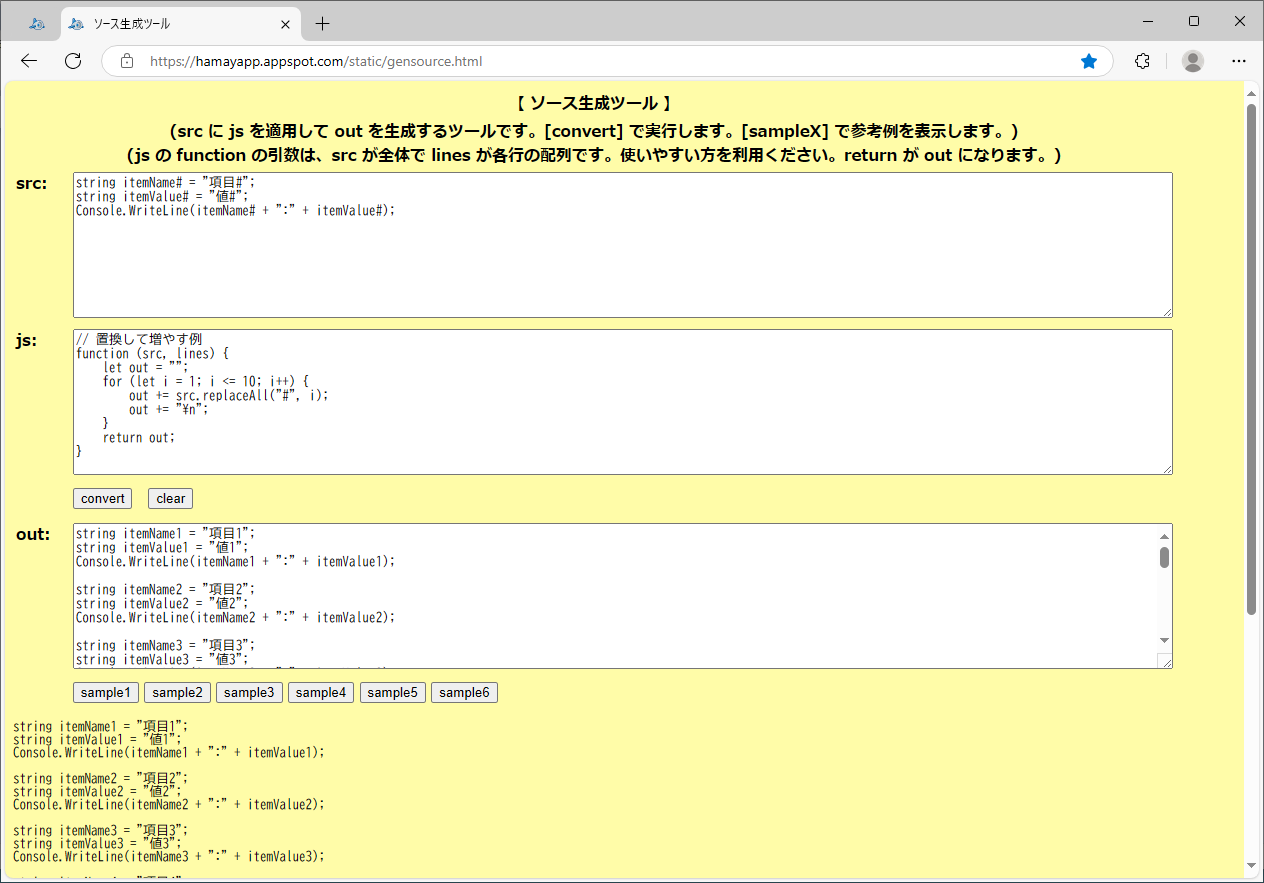 ソース生成ツール
https://hamayapp.appspot.com/static/gensource.html
【 ソース生成ツール 】
(src に js を適用して out を生成するツールです。[convert] で実行します。[sampleX] で参考例を表示します。)
(js の function の引数は、src が全体で lines が各行の配列です。使いやすい方を利用ください。return が out になります。)
src:
string itemName# = "項目#";
string itemValue# = "値#";
Console.WriteLine(itemName# + ":" + itemValue#);
js:
// 置換して増やす例
function (src, lines) {
    let out = "";
    for (let i = 1; i <= 10; i++) {
        out += src.replaceAll("#", i);
        out += "¥n";
    }
    return out;
}
convert clear
out:
string itemName1 = "項目1";
string itemValue1 = "値1";
Console.WriteLine(itemName1 + ":" + itemValue1);

string itemName2 = "項目2";
string itemValue2 = "値2";
Console.WriteLine(itemName2 + ":" + itemValue2);

string itemName3 = "項目3";
string itemValue3 = "値3";
sample1 sample2 sample3 sample4 sample5 sample6
string itemName1 = "項目1";
string itemValue1 = "値1";
Console.WriteLine(itemName1 + ":" + itemValue1);

string itemName2 = "項目2";
string itemValue2 = "値2";
Console.WriteLine(itemName2 + ":" + itemValue2);

string itemName3 = "項目3";
string itemValue3 = "値3";
Console.WriteLine(itemName3 + ":" + itemValue3);